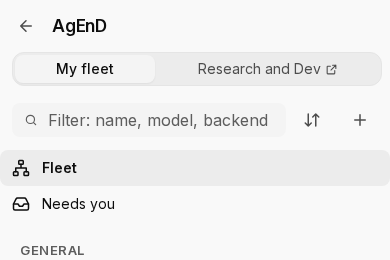 AgEnD
My fleet
Research and Dev
Filter: name, model, backend
Fleet
Needs you
GENERAL